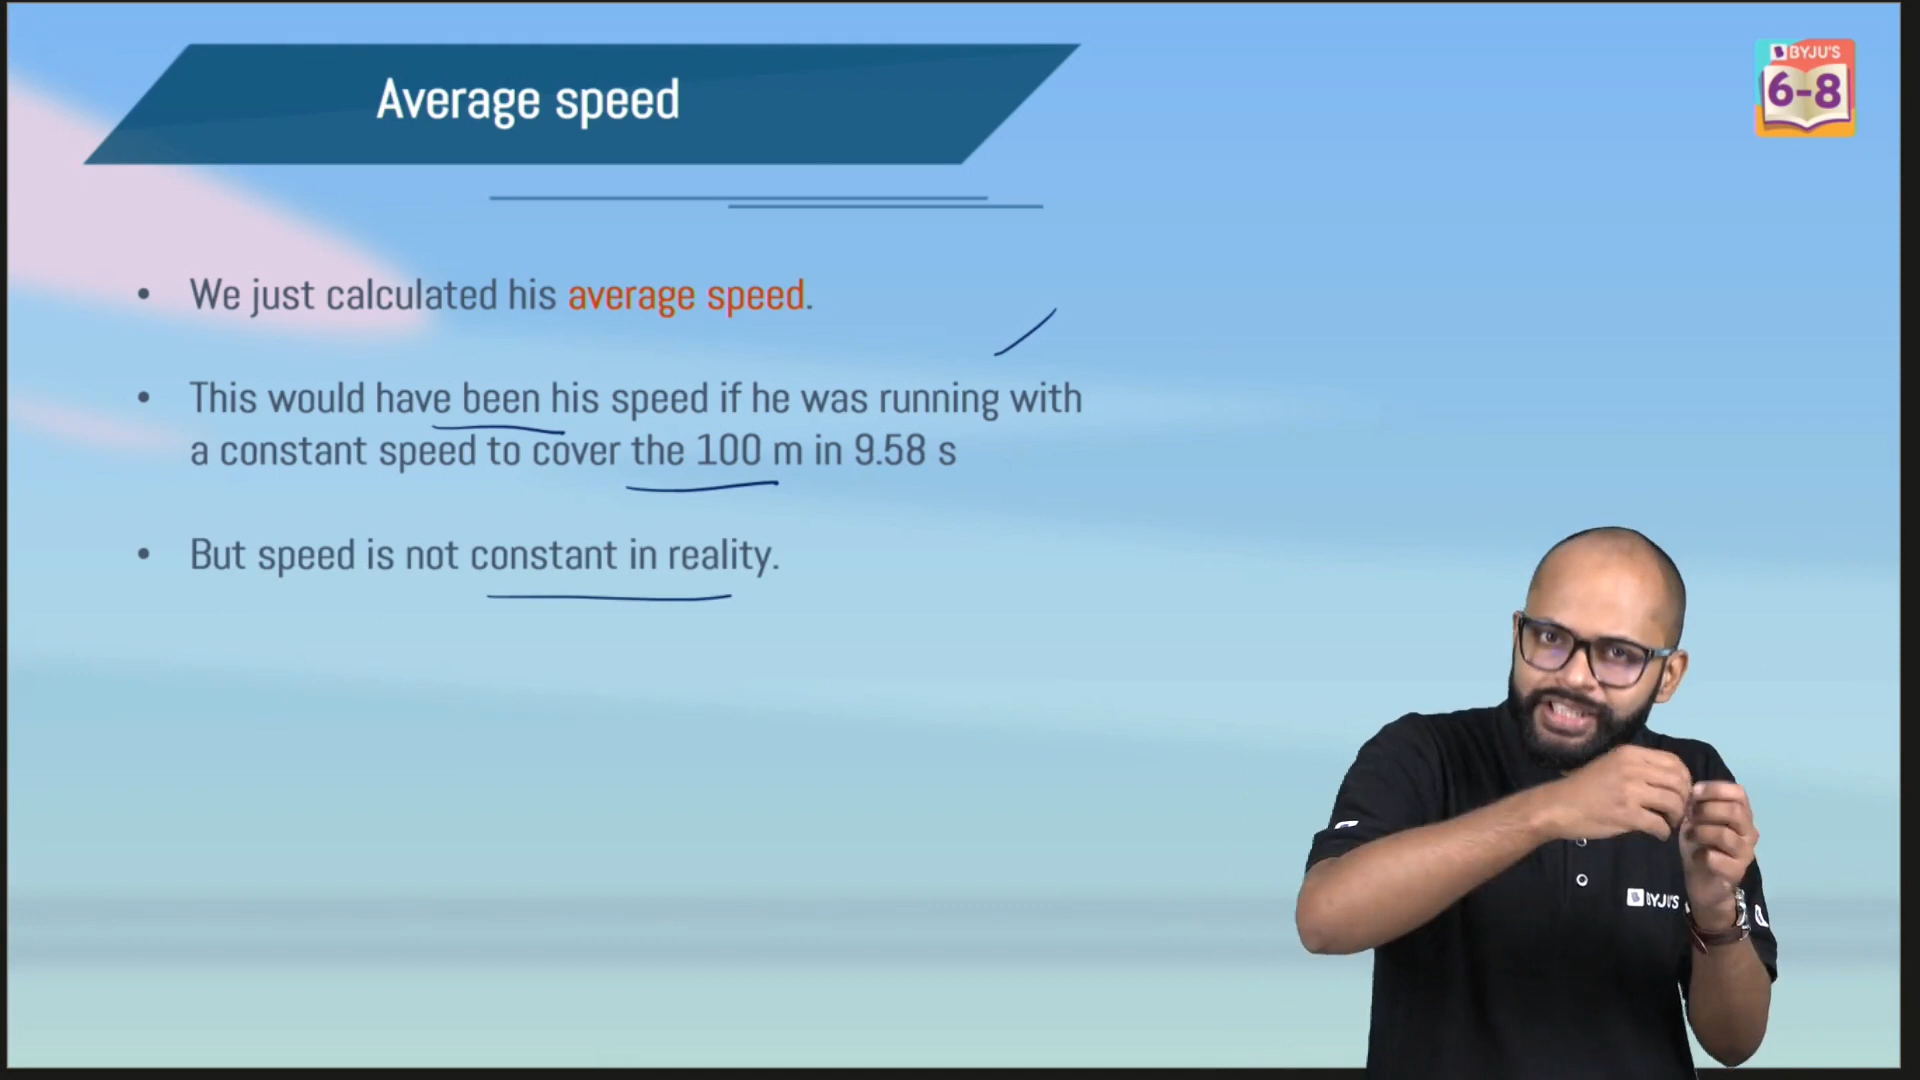 Average speed
BYJU'S
6-8
• We just calculated his average speed.
• This would have been his speed if he was running with
a constant speed to cover the 100 m in 9.58 s
• But speed is not constant in reality.
BYJU'S